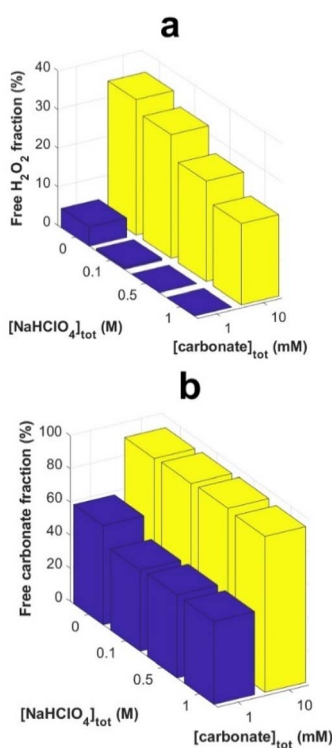 a
Free H₂O₂ fraction (%)
40
30
20
10
0
0
0.1
0.5
1
1
10
[NaHClO₄]tot (M)
[carbonate]tot (mM)
b
Free carbonate fraction (%)
100
80
60
40
20
0
0
0.1
0.5
1
1
10
[NaHClO₄]tot (M)
[carbonate]tot (mM)